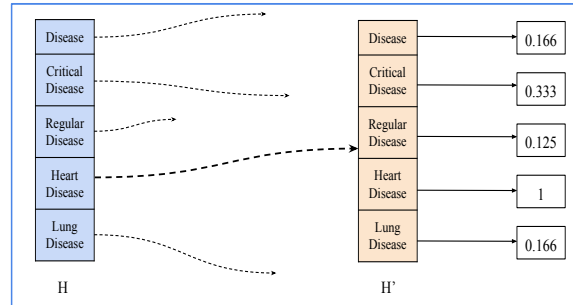 Disease
Critical
Disease
Regular
Disease
Heart
Disease
Lung
Disease
H
Disease
Critical
Disease
Regular
Disease
Heart
Disease
Lung
Disease
H'
0.166
0.333
0.125
1
0.166